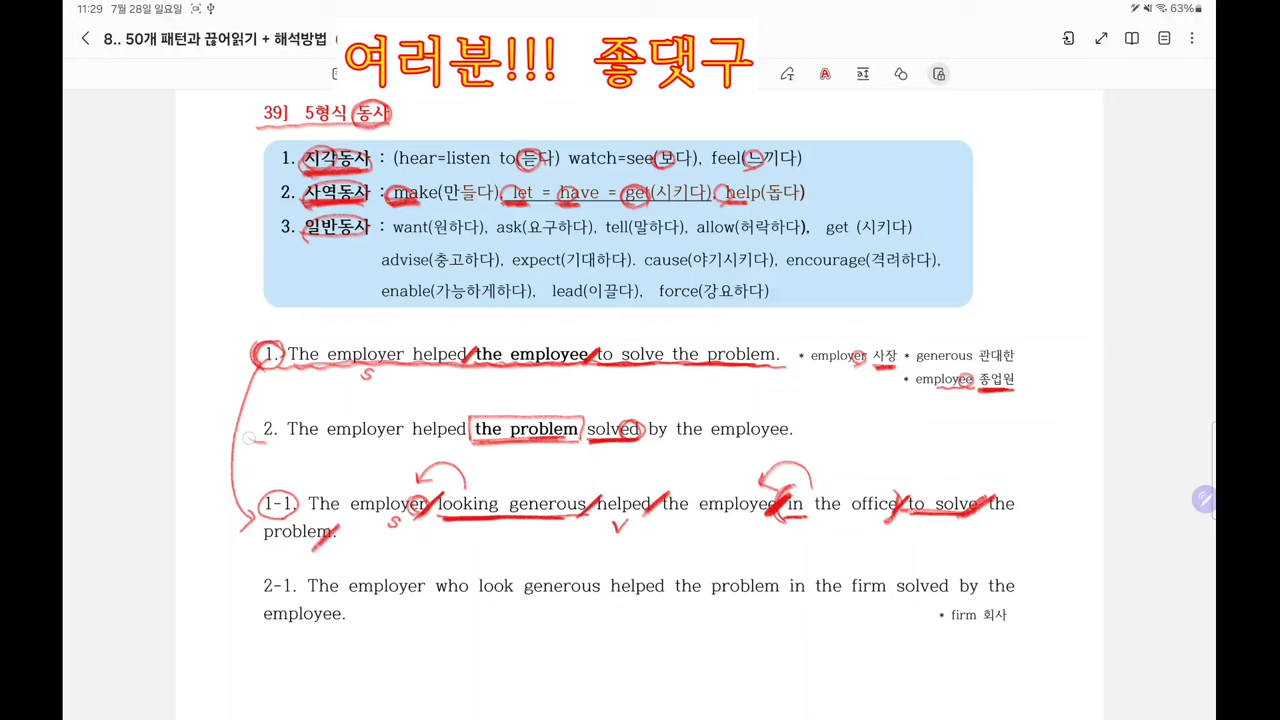 11:29 7월 28일 일요일
63%
8.. 50개 패턴과 끊어읽기 + 해석방법 (
여러분!!! 좋댓구
39] 5형식 동사
1. 지각동사 : (hear=listen to(듣다) watch=see(보다), feel(느끼다)
2. 사역동사 : make(만들다), let = have = get(시키다), help(돕다)
3. 일반동사 : want(원하다), ask(요구하다), tell(말하다), allow(허락하다), get (시키다)
advise(충고하다), expect(기대하다). cause(야기시키다), encourage(격려하다),
enable(가능하게하다), lead(이끌다), force(강요하다)
1. The employer helped the employee to solve the problem. * employer 사장 * generous 관대한
S
* employee 종업원
2. The employer helped the problem solved by the employee.
1-1. The employer looking generous helped the employee in the office to solve the
S V
problem.
2-1. The employer who look generous helped the problem in the firm solved by the
employee. * firm 회사